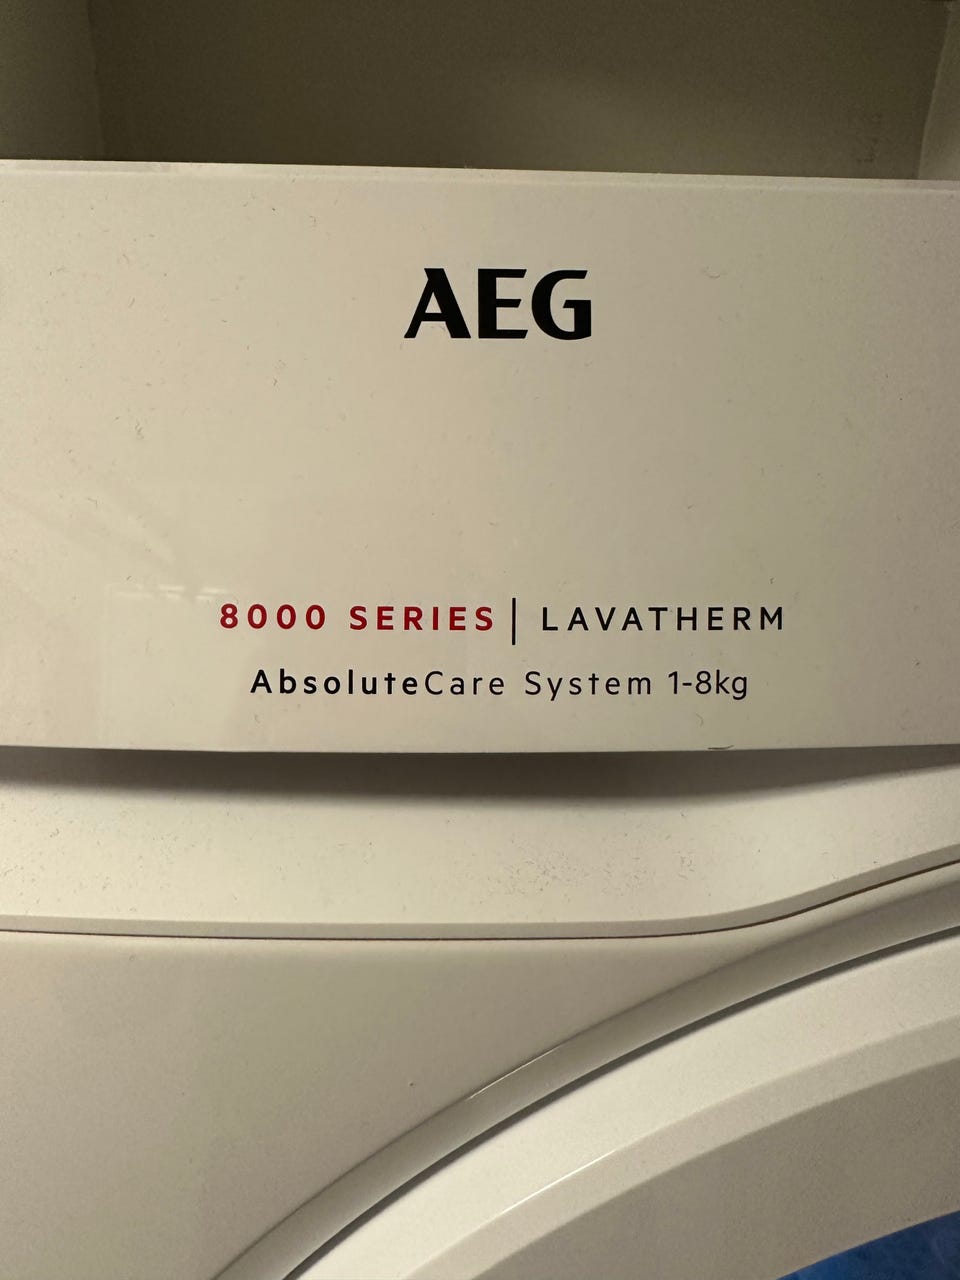 AEG
8000 SERIES | LAVATHERM
AbsoluteCare System 1-8kg